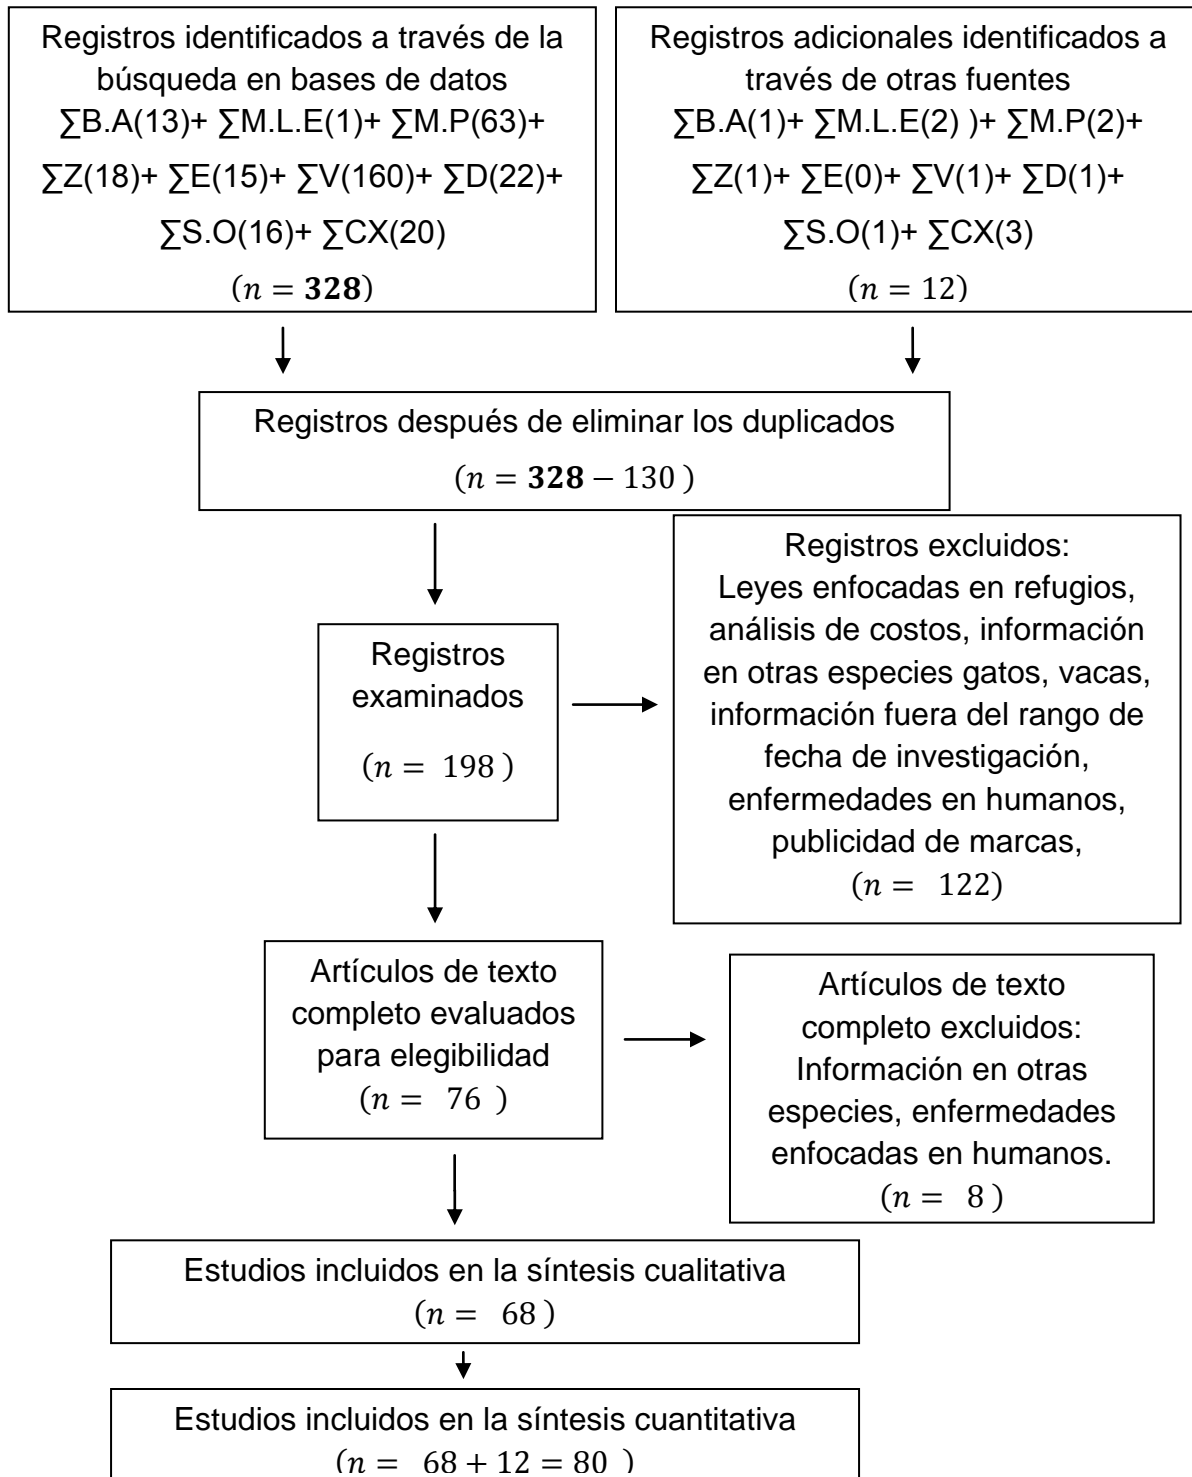 Registros identificados a través de la
búsqueda en bases de datos
∑B.A(13)+ ∑M.L.E(1)+ ∑M.P(63)+
∑Z(18)+ ∑E(15)+ ∑V(160)+ ∑D(22)+
∑S.O(16)+ ∑CX(20)
(n = 328)
Registros adicionales identificados a
través de otras fuentes
∑B.A(1)+ ∑M.L.E(2) )+ ∑M.P(2)+
∑Z(1)+ ∑E(0)+ ∑V(1)+ ∑D(1)+
∑S.O(1)+ ∑CX(3)
(n = 12)
Registros después de eliminar los duplicados
(n = 328 − 130 )
Registros
examinados
(n = 198 )
Registros excluidos:
Leyes enfocadas en refugios,
análisis de costos, información
en otras especies gatos, vacas,
información fuera del rango de
fecha de investigación,
enfermedades en humanos,
publicidad de marcas,
(n = 122)
Artículos de texto
completo evaluados
para elegibilidad
(n = 76 )
Artículos de texto
completo excluidos:
Información en otras
especies, enfermedades
enfocadas en humanos.
(n = 8 )
Estudios incluidos en la síntesis cualitativa
(n = 68 )
Estudios incluidos en la síntesis cuantitativa
(n = 68 + 12 = 80 )